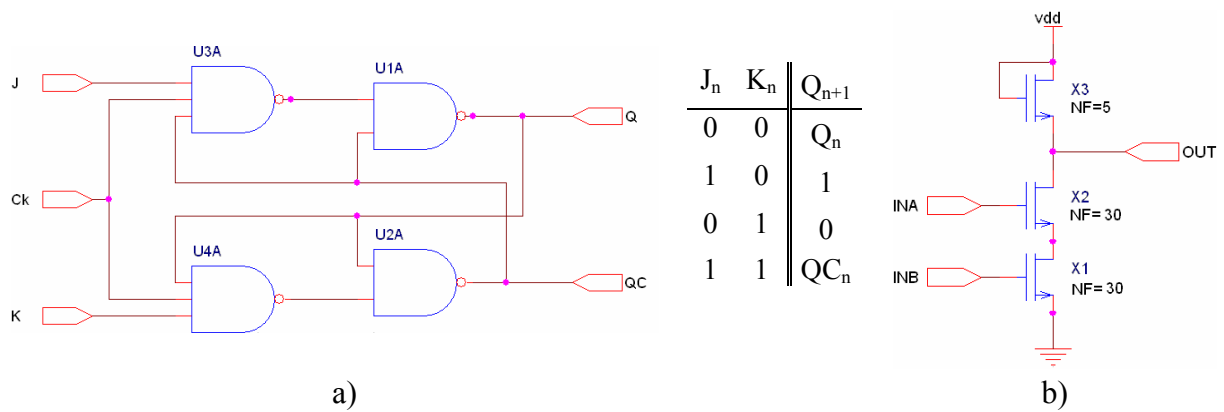 U3A
U1A
J
Q
Ck
U4A
U2A
QC
K
a)
Jn Kn Qn+1
0 0 Qn
1 0 1
0 1 0
1 1 QCn
vdd
X3
NF=5
OUT
INA
X2
NF= 30
INB
X1
NF= 30
b)